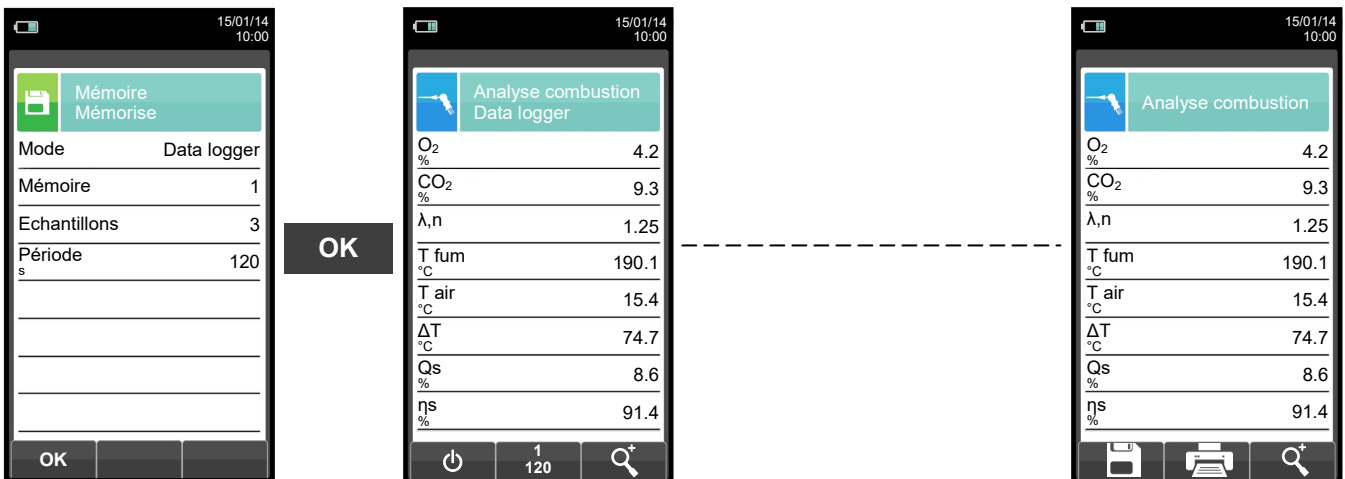 15/01/14
10:00
Mémoire
Mémorise
Mode Data logger
Mémoire 1
Echantillons 3
Période
s 120
OK
OK
15/01/14
10:00
Analyse combustion
Data logger
O₂
% 4.2
CO₂
% 9.3
λ,n 1.25
T fum
°C 190.1
T air
°C 15.4
ΔT
°C 74.7
Qs
% 8.6
ηs
% 91.4
1
120
15/01/14
10:00
Analyse combustion
O₂
% 4.2
CO₂
% 9.3
λ,n 1.25
T fum
°C 190.1
T air
°C 15.4
ΔT
°C 74.7
Qs
% 8.6
ηs
% 91.4